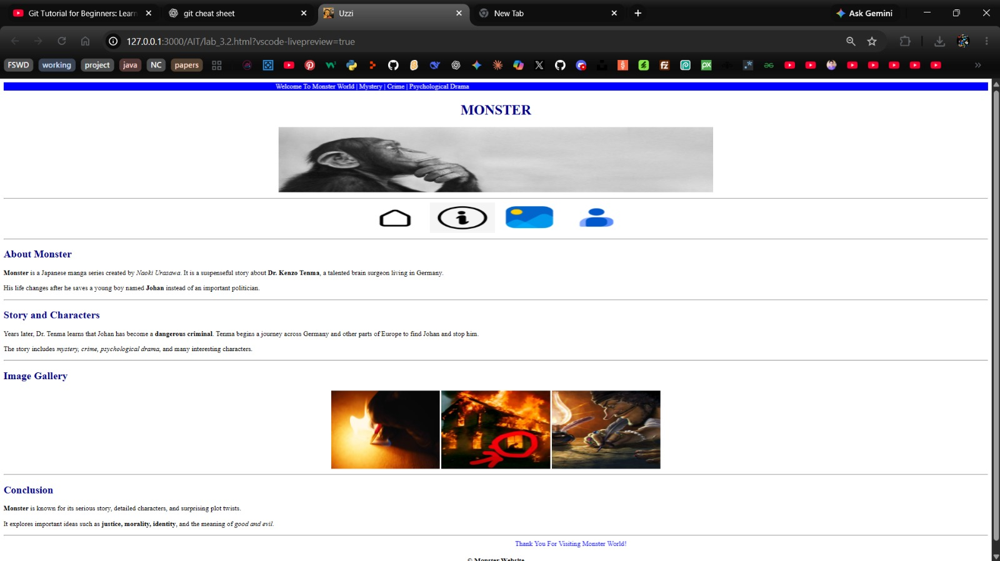 Git Tutorial for Beginners: Learn
git cheat sheet
Uzzi
New Tab
Ask Gemini
127.0.0.1:3000/AIT/lab_3.2.html?vscode-livepreview=true
FSWD
working
project
java
NC
papers
Welcome To Monster World | Mystery | Crime | Psychological Drama
MONSTER
About Monster
Monster is a Japanese manga series created by Naoki Urasawa. It is a suspenseful story about Dr. Kenzo Tenma, a talented brain surgeon living in Germany.
His life changes after he saves a young boy named Johan instead of an important politician.
Story and Characters
Years later, Dr. Tenma learns that Johan has become a dangerous criminal. Tenma begins a journey across Germany and other parts of Europe to find Johan and stop him.
The story includes mystery, crime, psychological drama, and many interesting characters.
Image Gallery
Conclusion
Monster is known for its serious story, detailed characters, and surprising plot twists.
It explores important ideas such as justice, morality, identity, and the meaning of good and evil.
Thank You For Visiting Monster World!
© Monster Website